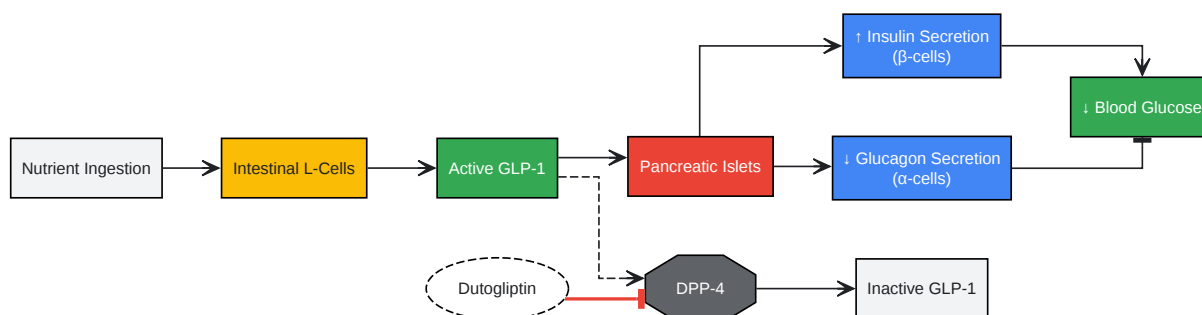 ↑ Insulin Secretion
(β-cells)
↓ Blood Glucose
Nutrient Ingestion
Intestinal L-Cells
Active GLP-1
Pancreatic Islets
↓ Glucagon Secretion
(α-cells)
Dutogliptin
DPP-4
Inactive GLP-1